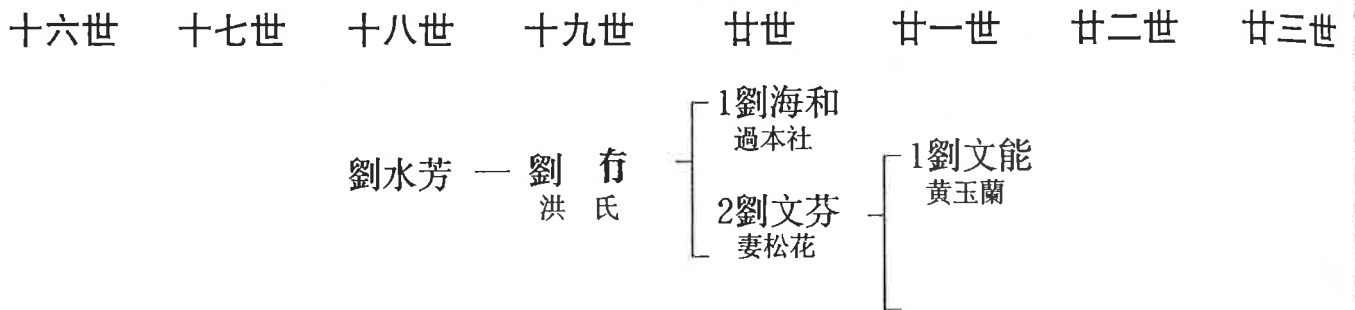 十六世 十七世 十八世 十九世 廿世 廿一世 廿二世 廿三世
1劉海和
過本社
劉水芳 — 劉 冇
洪 氏
2劉文芬
妻松花
1劉文能
黄玉蘭